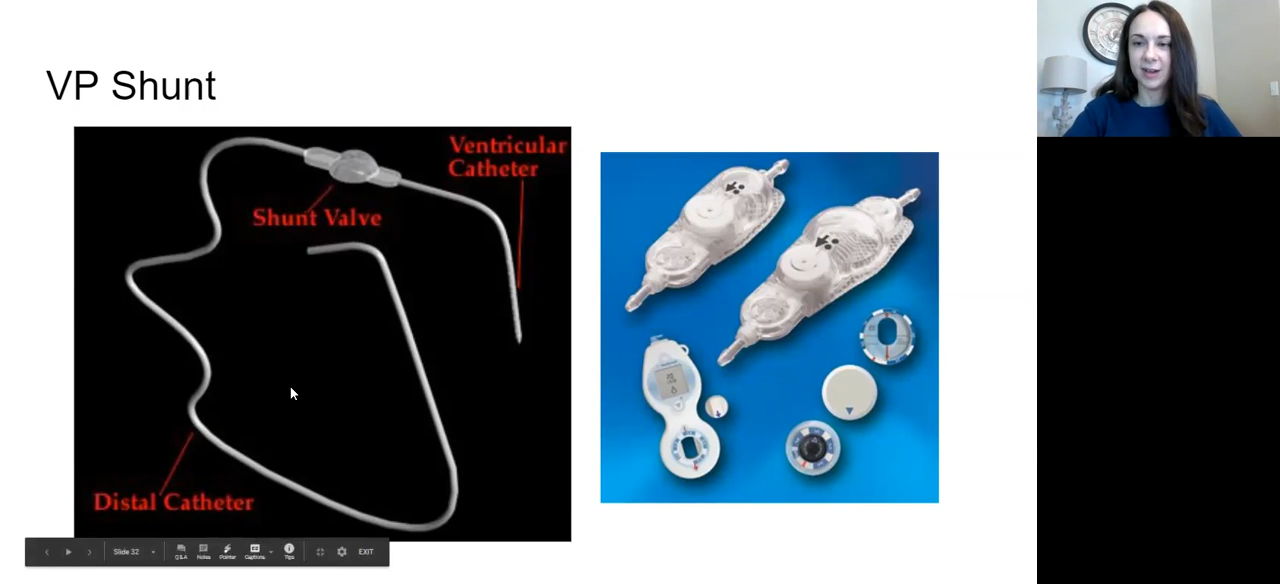 VP Shunt
Ventricular
Catheter
Shunt Valve
Distal Catheter
Slide 32
Q&A
Notes
Pointer
Captions
Tips
EXIT